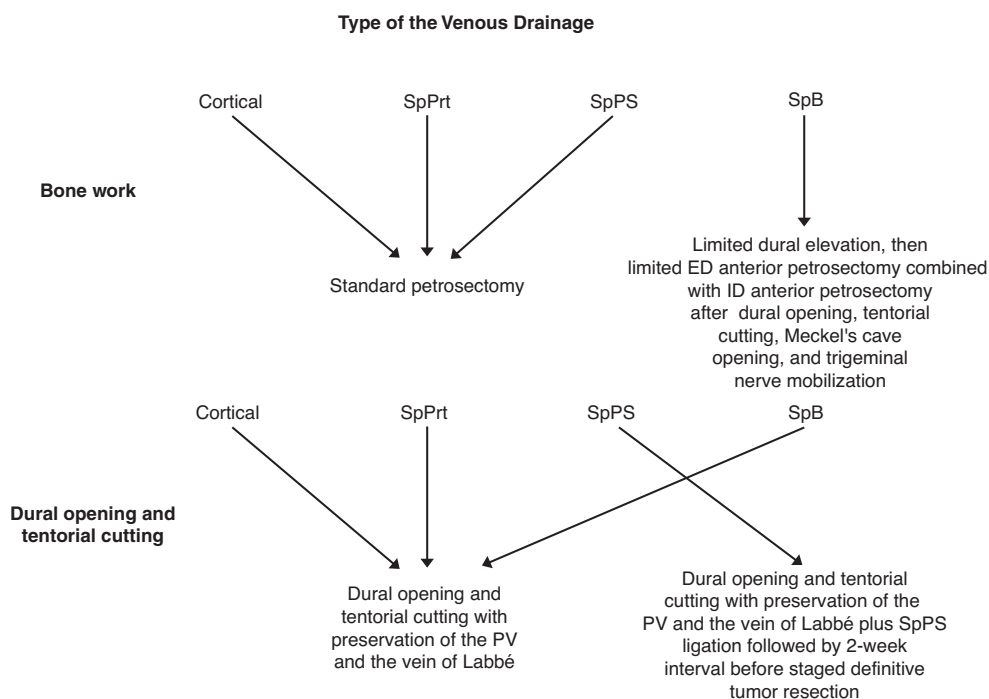 Type of the Venous Drainage
Cortical
SpPrt
SpPS
SpB
Bone work
Standard petrosectomy
Limited dural elevation, then
limited ED anterior petrosectomy combined
with ID anterior petrosectomy
after dural opening, tentorial
cutting, Meckel's cave
opening, and trigeminal
nerve mobilization
Cortical
SpPrt
SpPS
SpB
Dural opening and
tentorial cutting
Dural opening and
tentorial cutting with
preservation of the PV
and the vein of Labbé
Dural opening and tentorial
cutting with preservation of the
PV and the vein of Labbé plus SpPS
ligation followed by 2-week
interval before staged definitive
tumor resection